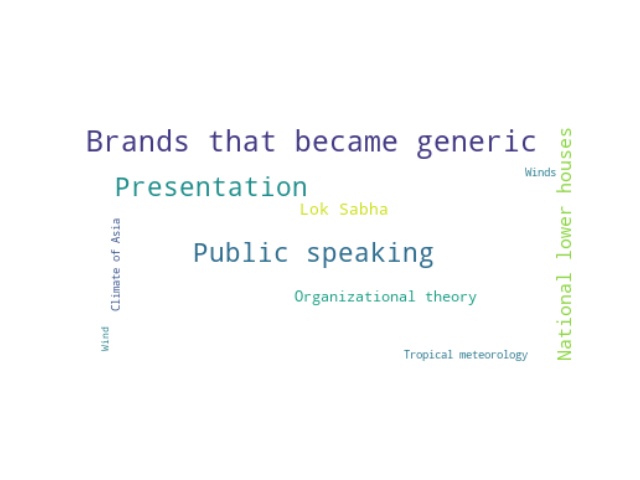 Brands that became generic
Winds
Presentation
Lok Sabha
National lower houses
Public speaking
Climate of Asia
Organizational theory
Wind
Tropical meteorology